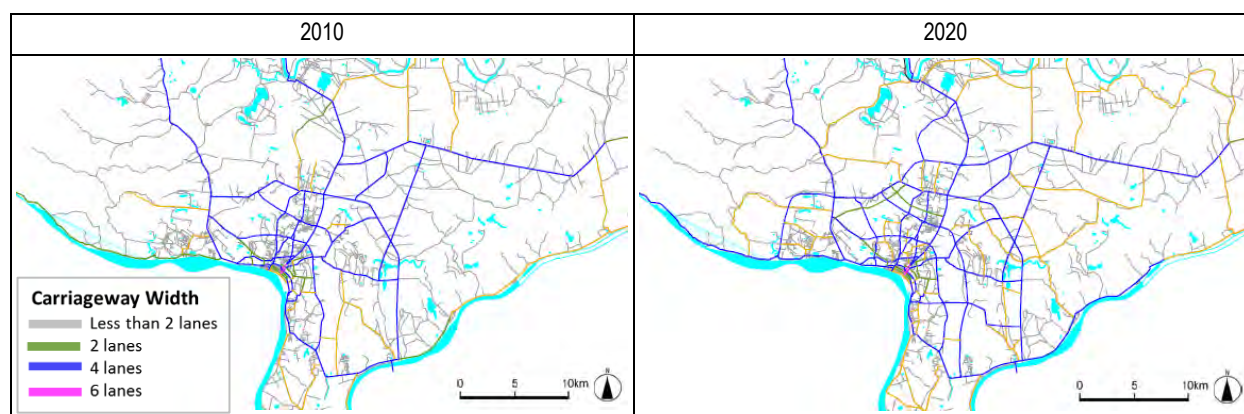 2010
2020
Carriageway Width
Less than 2 lanes
2 lanes
4 lanes
6 lanes
0 5 10km
N
0 5 10km
N